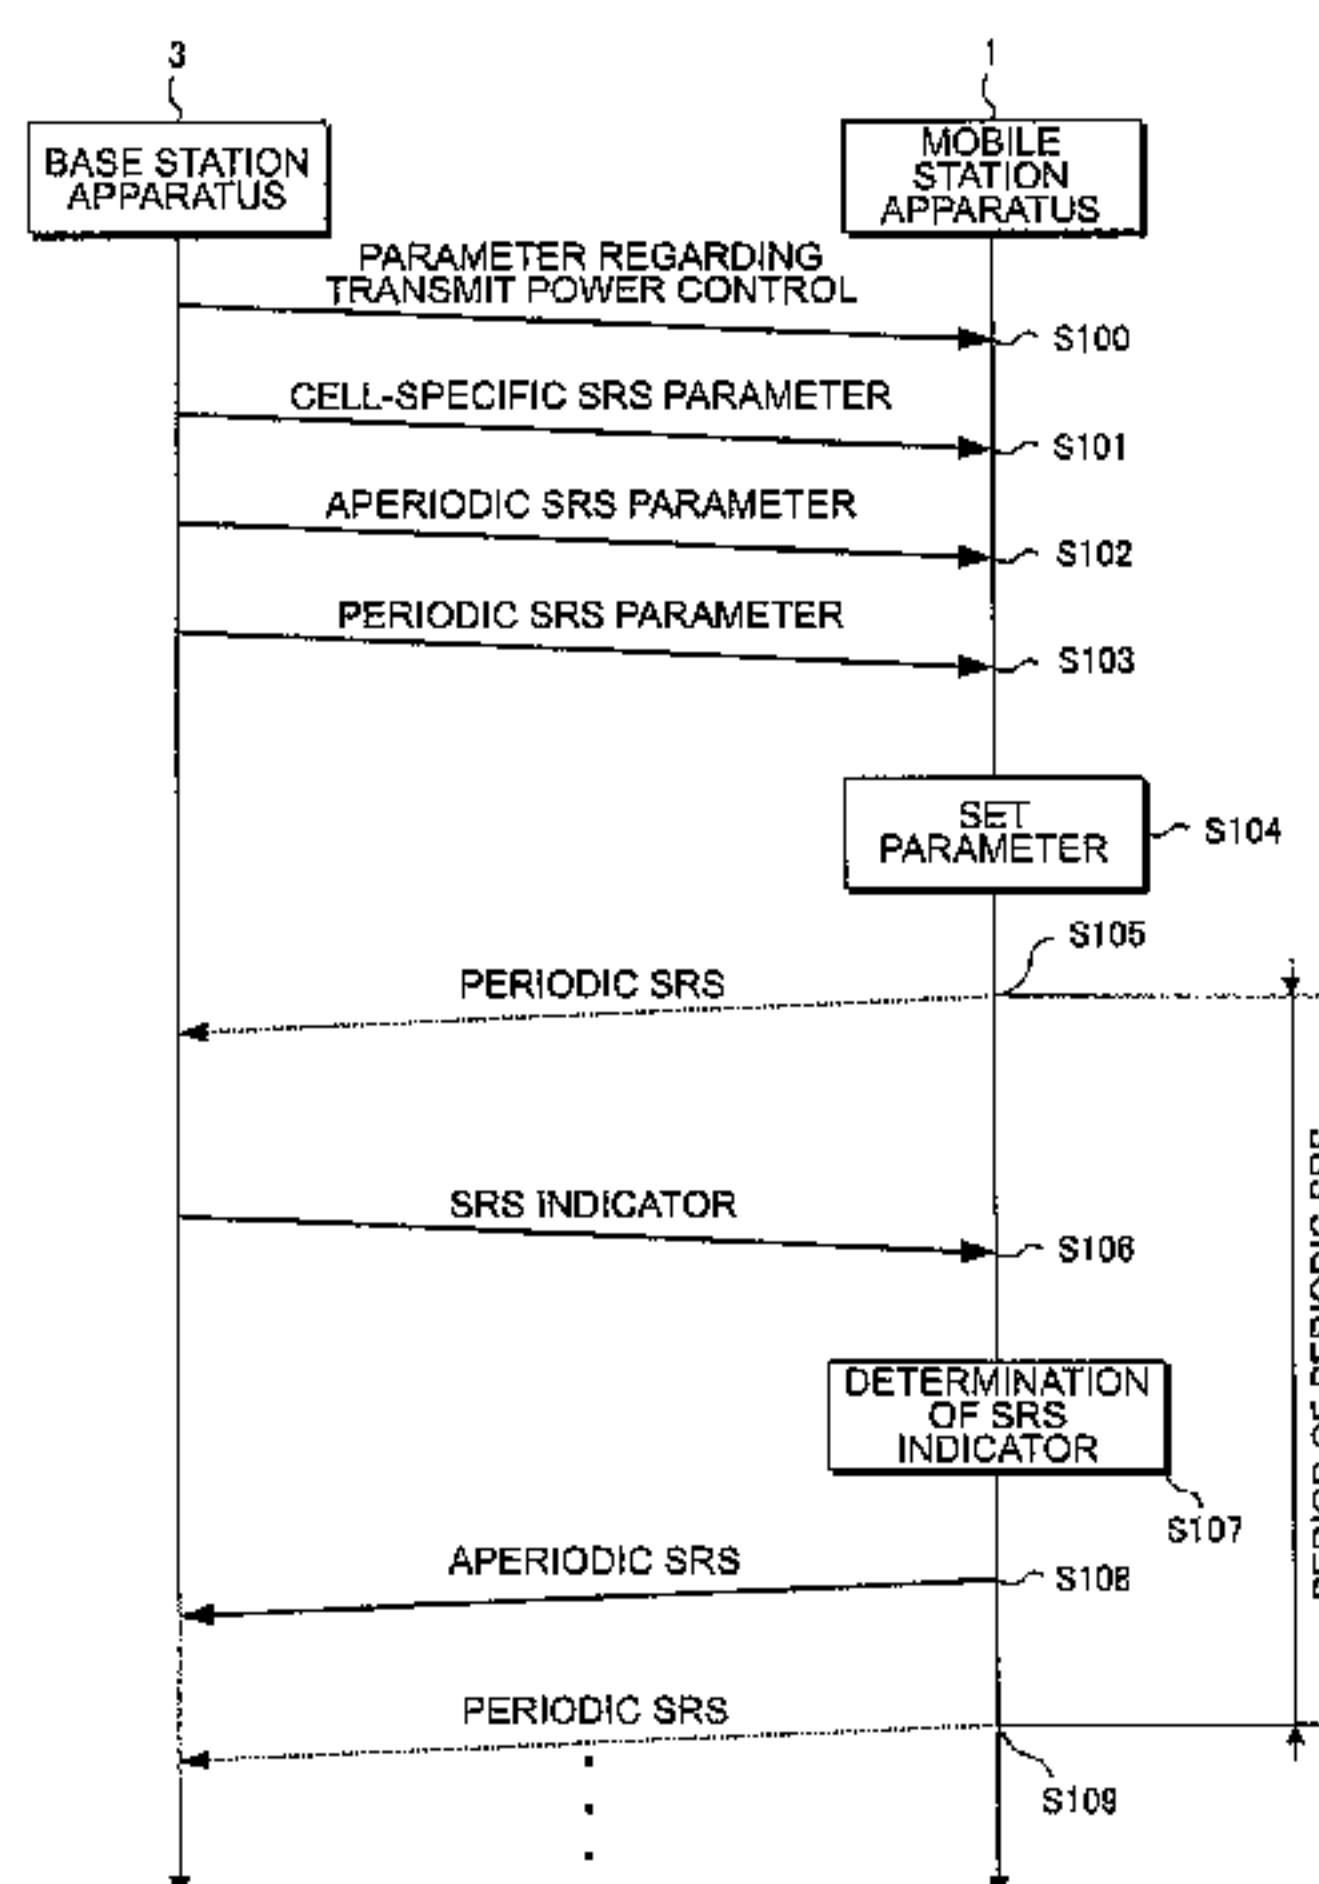 3
1
BASE STATION
APPARATUS
MOBILE
STATION
APPARATUS
PARAMETER REGARDING
TRANSMIT POWER CONTROL
S100
CELL-SPECIFIC SRS PARAMETER
S101
APERIODIC SRS PARAMETER
S102
PERIODIC SRS PARAMETER
S103
SET
PARAMETER
S104
S105
PERIODIC SRS
SRS INDICATOR
S106
DETERMINATION
OF SRS
INDICATOR
S107
APERIODIC SRS
S108
PERIODIC SRS
S109